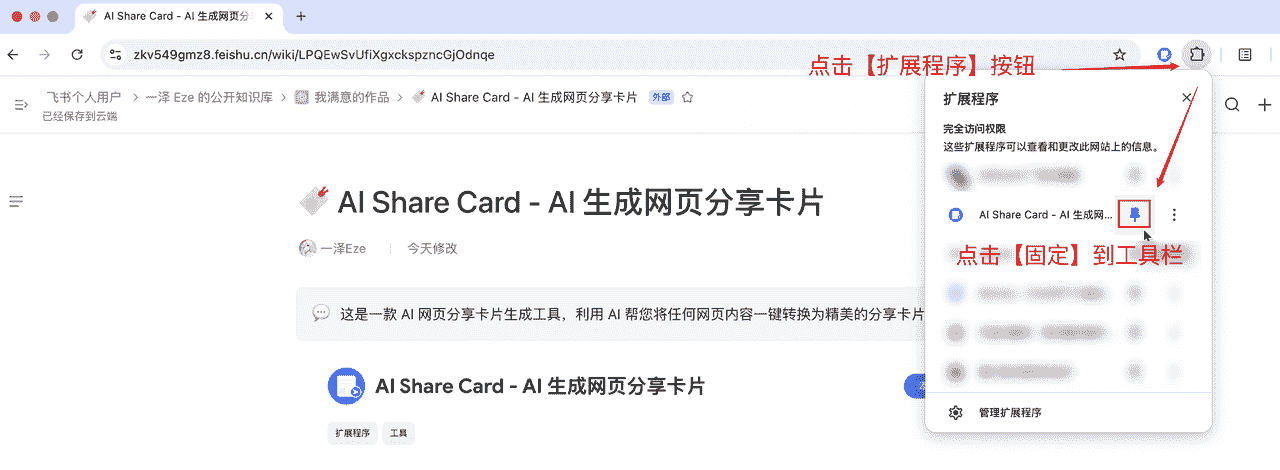 AI Share Card - AI 生成网页分享
zkv549gmz8.feishu.cn/wiki/LPQEwSvUfiXgxckspzncGjOdnqe
点击【扩展程序】按钮
飞书个人用户 > 一泽 Eze 的公开知识库 > 我满意的作品 > AI Share Card - AI 生成网页分享卡片 外部
已经保存到云端
扩展程序
完全访问权限
这些扩展程序可以查看和更改此网站上的信息。
AI Share Card - AI 生成网...
点击【固定】到工具栏
管理扩展程序
AI Share Card - AI 生成网页分享卡片
一泽Eze
今天修改
这是一款 AI 网页分享卡片生成工具，利用 AI 帮您将任何网页内容一键转换为精美的分享卡片
AI Share Card - AI 生成网页分享卡片
扩展程序
工具